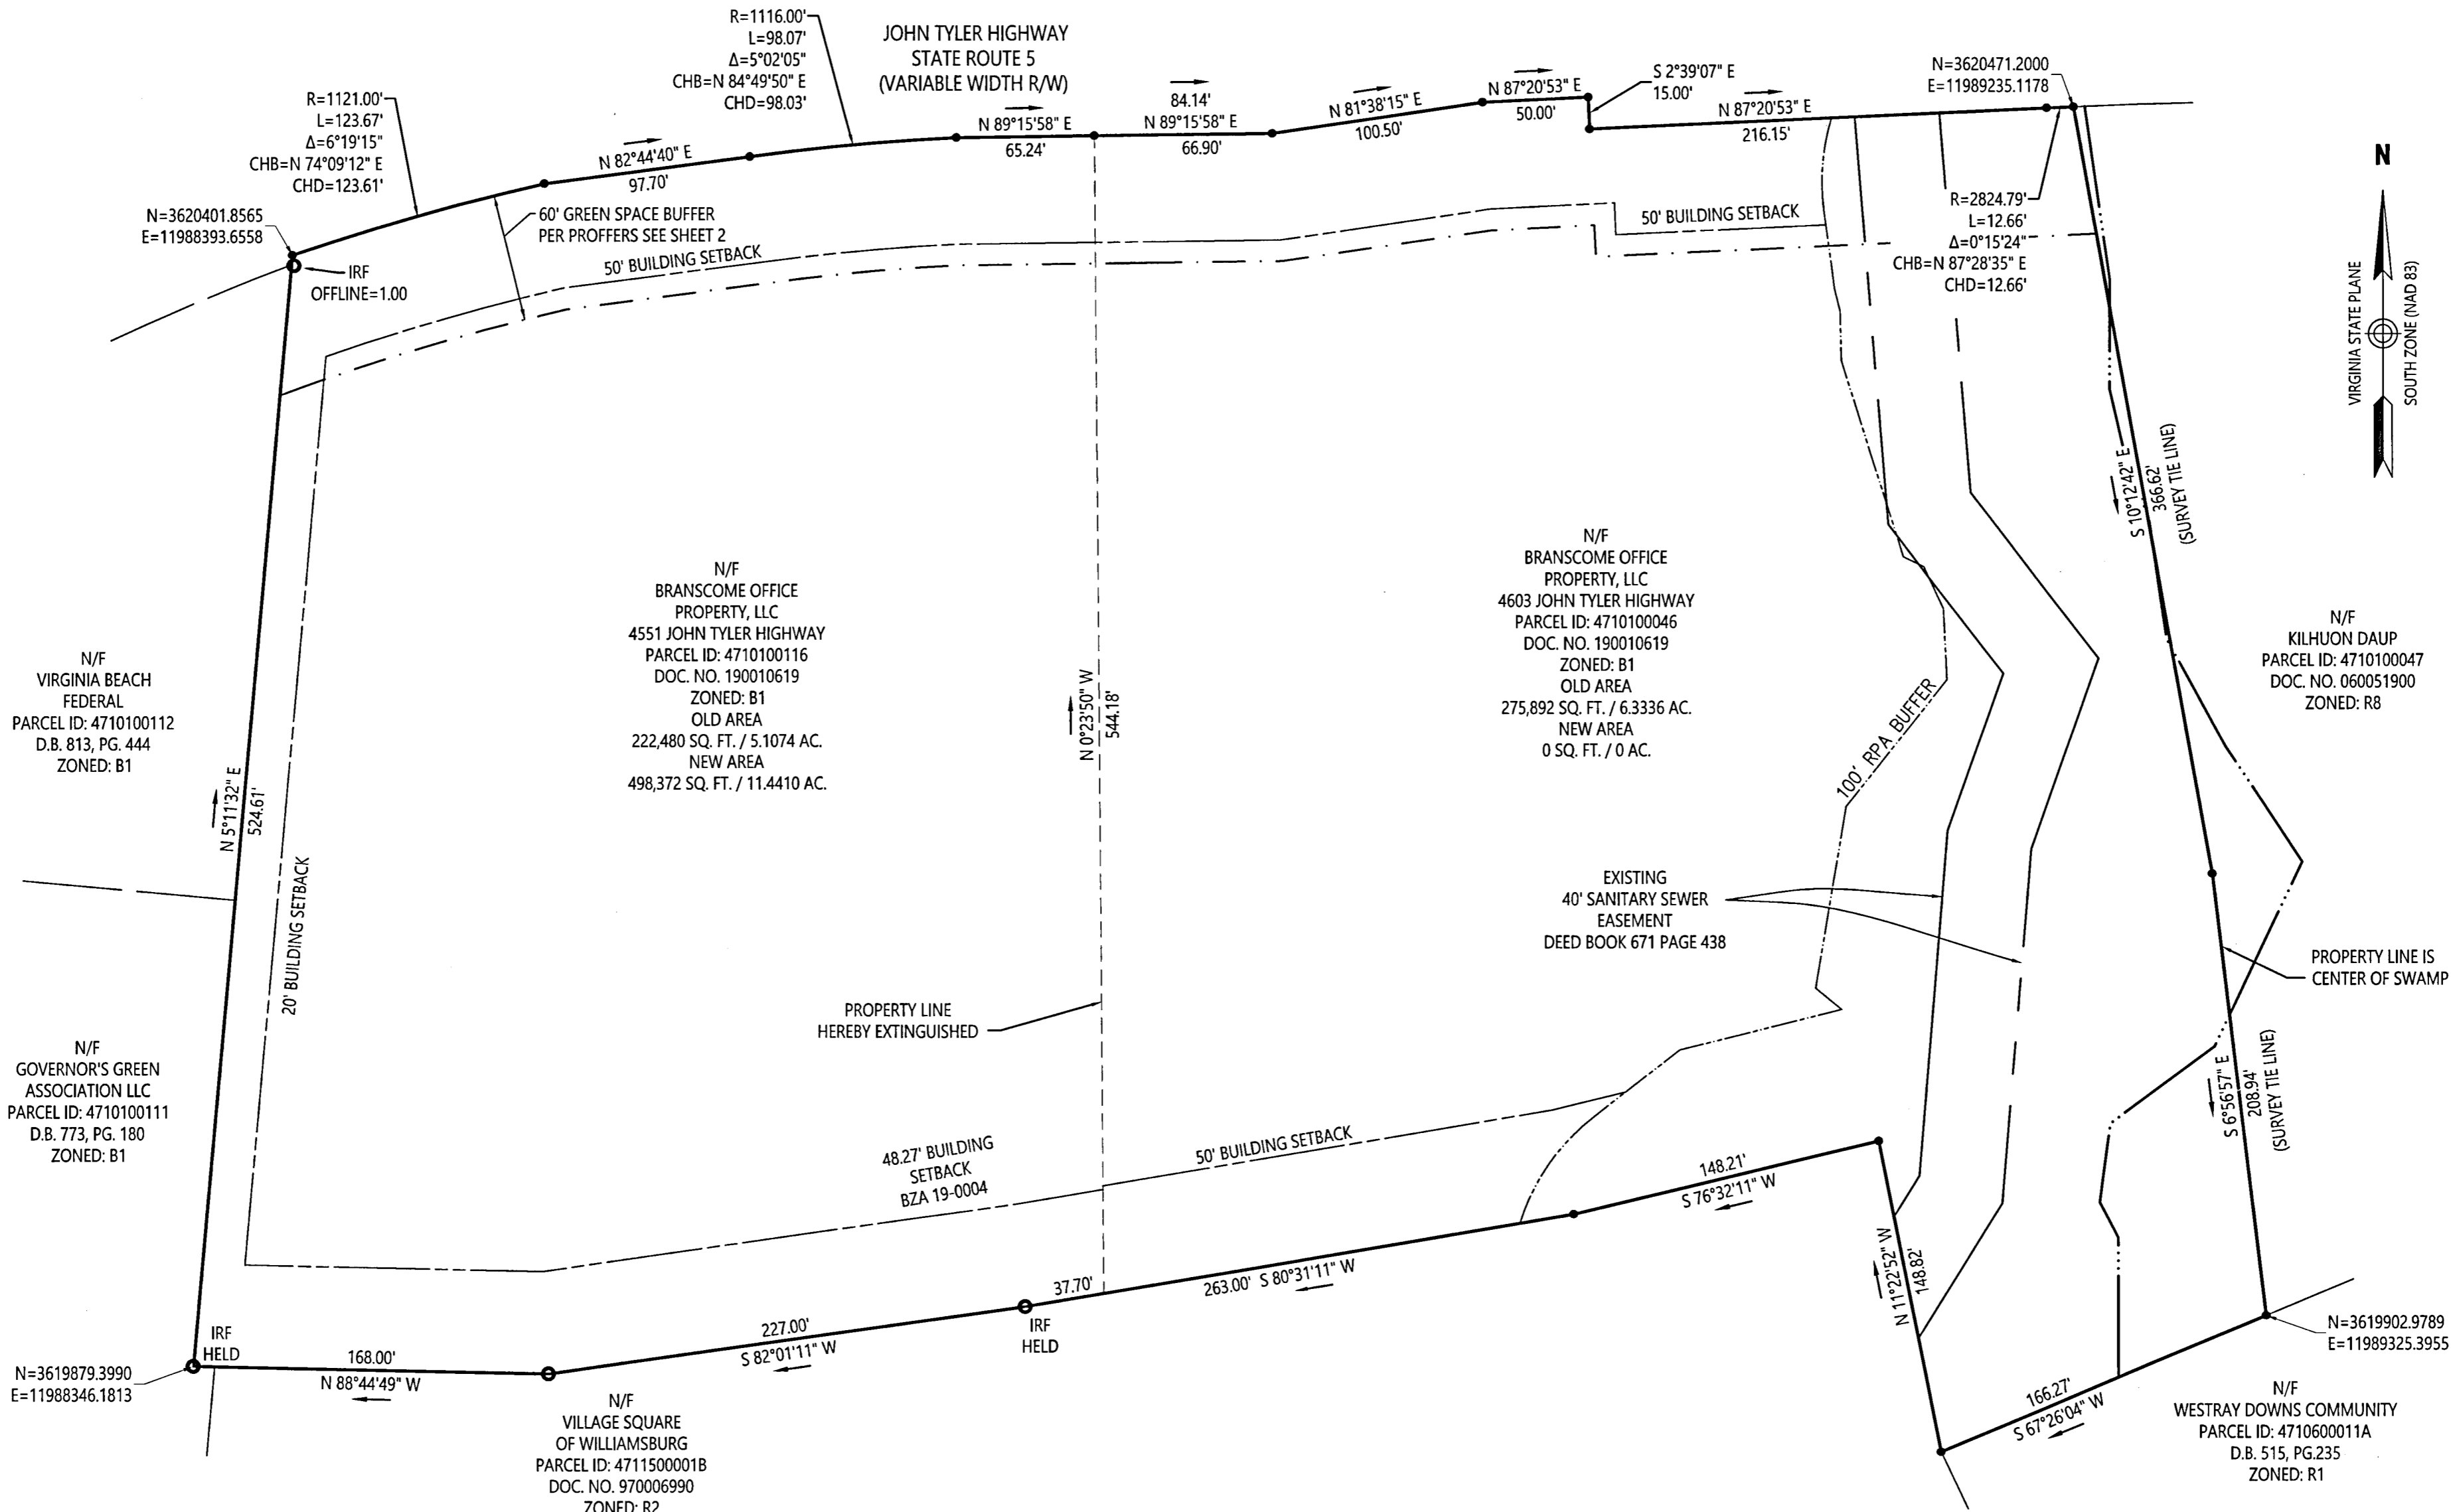 R=1116.00'
L=98.07'
Δ=5°02'05"
CHB=N 84°49'50" E
CHD=98.03'
JOHN TYLER HIGHWAY
STATE ROUTE 5
(VARIABLE WIDTH R/W)
R=1121.00'
L=123.67'
Δ=6°19'15"
CHB=N 74°09'12" E
CHD=123.61'
N=3620401.8565
E=11988393.6558
IRF
OFFLINE=1.00
N 82°44'40" E
97.70'
N 89°15'58" E
65.24'
84.14'
N 89°15'58" E
66.90'
N 81°38'15" E
100.50'
N 87°20'53" E
50.00'
S 2°39'07" E
15.00'
N 87°20'53" E
216.15'
N=3620471.2000
E=11989235.1178
R=2824.79'
L=12.66'
Δ=0°15'24"
CHB=N 87°28'35" E
CHD=12.66'
N
VIRGINIA STATE PLANE
SOUTH ZONE (NAD 83)
60' GREEN SPACE BUFFER
PER PROFFERS SEE SHEET 2
50' BUILDING SETBACK
50' BUILDING SETBACK
S 10°12'42" E
366.62'
(SURVEY TIE LINE)
N/F
BRANSCOME OFFICE
PROPERTY, LLC
4551 JOHN TYLER HIGHWAY
PARCEL ID: 4710100116
DOC. NO. 190010619
ZONED: B1
OLD AREA
222,480 SQ. FT. / 5.1074 AC.
NEW AREA
498,372 SQ. FT. / 11.4410 AC.
N/F
BRANSCOME OFFICE
PROPERTY, LLC
4603 JOHN TYLER HIGHWAY
PARCEL ID: 4710100046
DOC. NO. 190010619
ZONED: B1
OLD AREA
275,892 SQ. FT. / 6.3336 AC.
NEW AREA
0 SQ. FT. / 0 AC.
N/F
KILHUON DAUP
PARCEL ID: 4710100047
DOC. NO. 060051900
ZONED: R8
N/F
VIRGINIA BEACH
FEDERAL
PARCEL ID: 4710100112
D.B. 813, PG. 444
ZONED: B1
N 5°11'32" E
524.61'
20' BUILDING SETBACK
N 0°23'50" W
544.18'
100' RPA BUFFER
EXISTING
40' SANITARY SEWER
EASEMENT
DEED BOOK 671 PAGE 438
PROPERTY LINE IS
CENTER OF SWAMP
PROPERTY LINE
HEREBY EXTINGUISHED
N/F
GOVERNOR'S GREEN
ASSOCIATION LLC
PARCEL ID: 4710100111
D.B. 773, PG. 180
ZONED: B1
S 6°56'57" E
208.94'
(SURVEY TIE LINE)
48.27' BUILDING
SETBACK
BZA 19-0004
50' BUILDING SETBACK
148.21'
S 76°32'11" W
N 11°22'52" W
148.82'
IRF
HELD
N=3619879.3990
E=11988346.1813
168.00'
N 88°44'49" W
227.00'
S 82°01'11" W
37.70'
IRF
HELD
263.00' S 80°31'11" W
166.27'
S 67°26'04" W
N=3619902.9789
E=11989325.3955
N/F
VILLAGE SQUARE
OF WILLIAMSBURG
PARCEL ID: 4711500001B
DOC. NO. 970006990
ZONED: R2
N/F
WESTRAY DOWNS COMMUNITY
PARCEL ID: 4710600011A
D.B. 515, PG.235
ZONED: R1